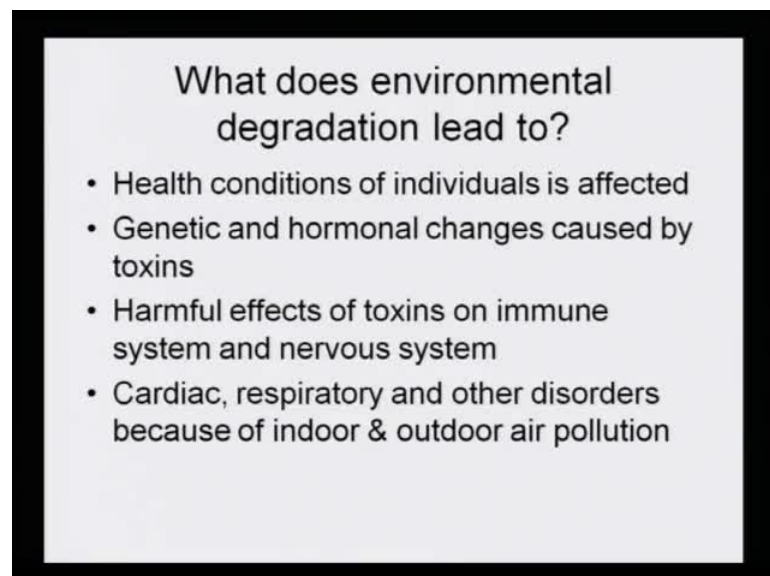 What does environmental
degradation lead to?
• Health conditions of individuals is affected
• Genetic and hormonal changes caused by
toxins
• Harmful effects of toxins on immune
system and nervous system
• Cardiac, respiratory and other disorders
because of indoor & outdoor air pollution